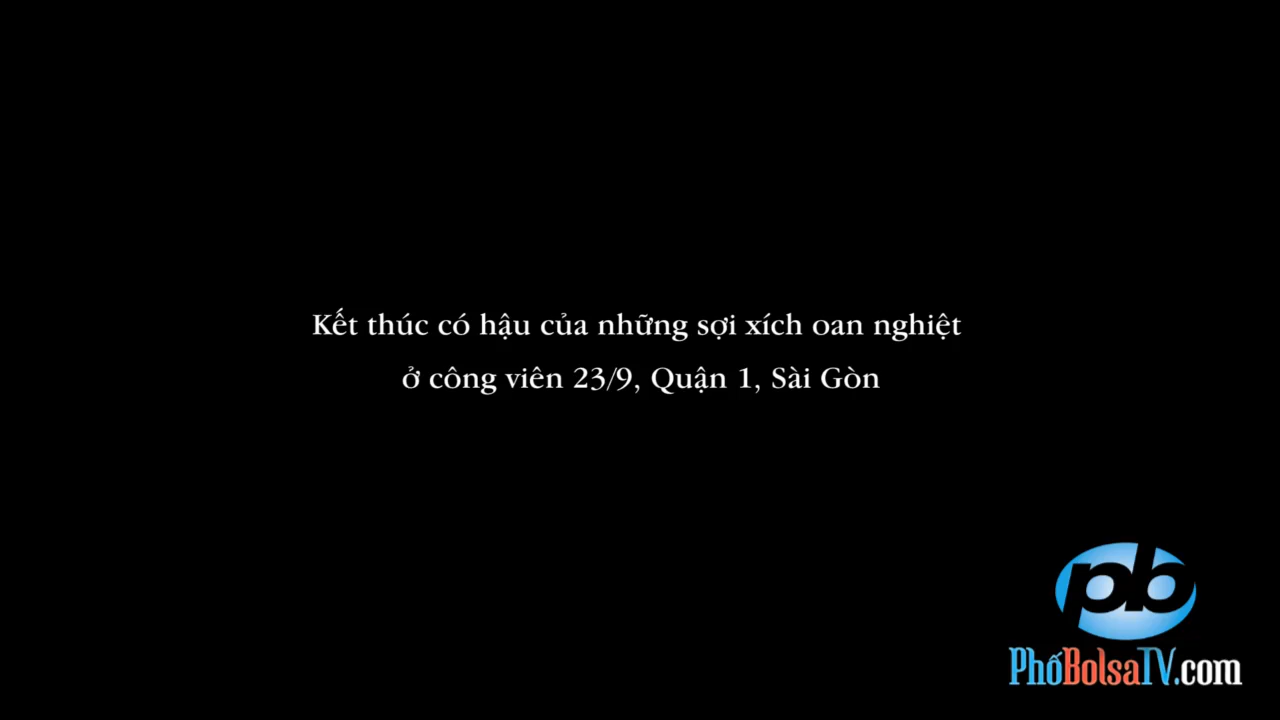 Kết thúc có hậu của những sợi xích oan nghiệt
ở công viên 23/9, Quận 1, Sài Gòn
pb
PhốBolsaTV.com